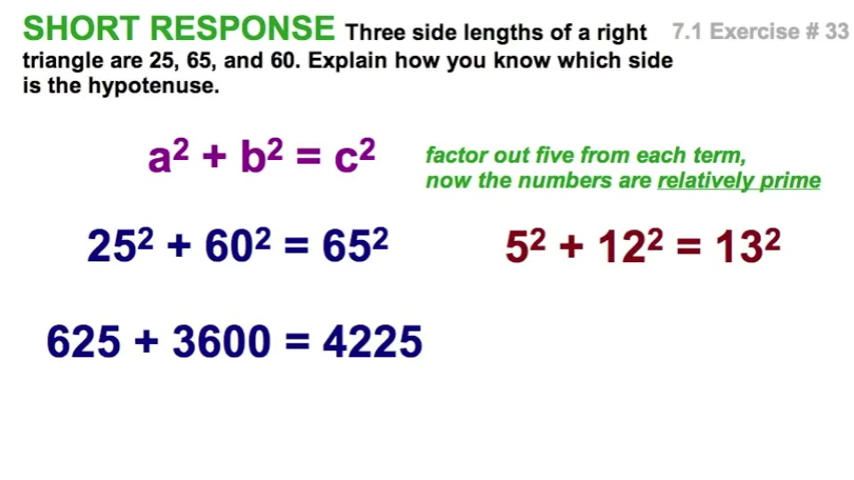 SHORT RESPONSE Three side lengths of a right 7.1 Exercise # 33
triangle are 25, 65, and 60. Explain how you know which side
is the hypotenuse.
a² + b² = c²
factor out five from each term,
now the numbers are relatively prime
25² + 60² = 65²
5² + 12² = 13²
625 + 3600 = 4225